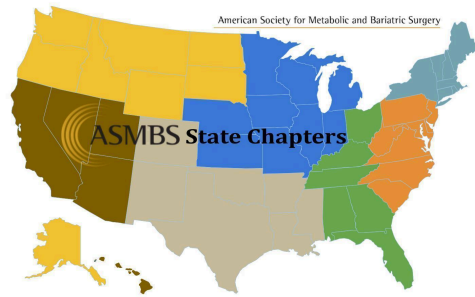 American Society for Metabolic and Bariatric Surgery
ASMBS State Chapters